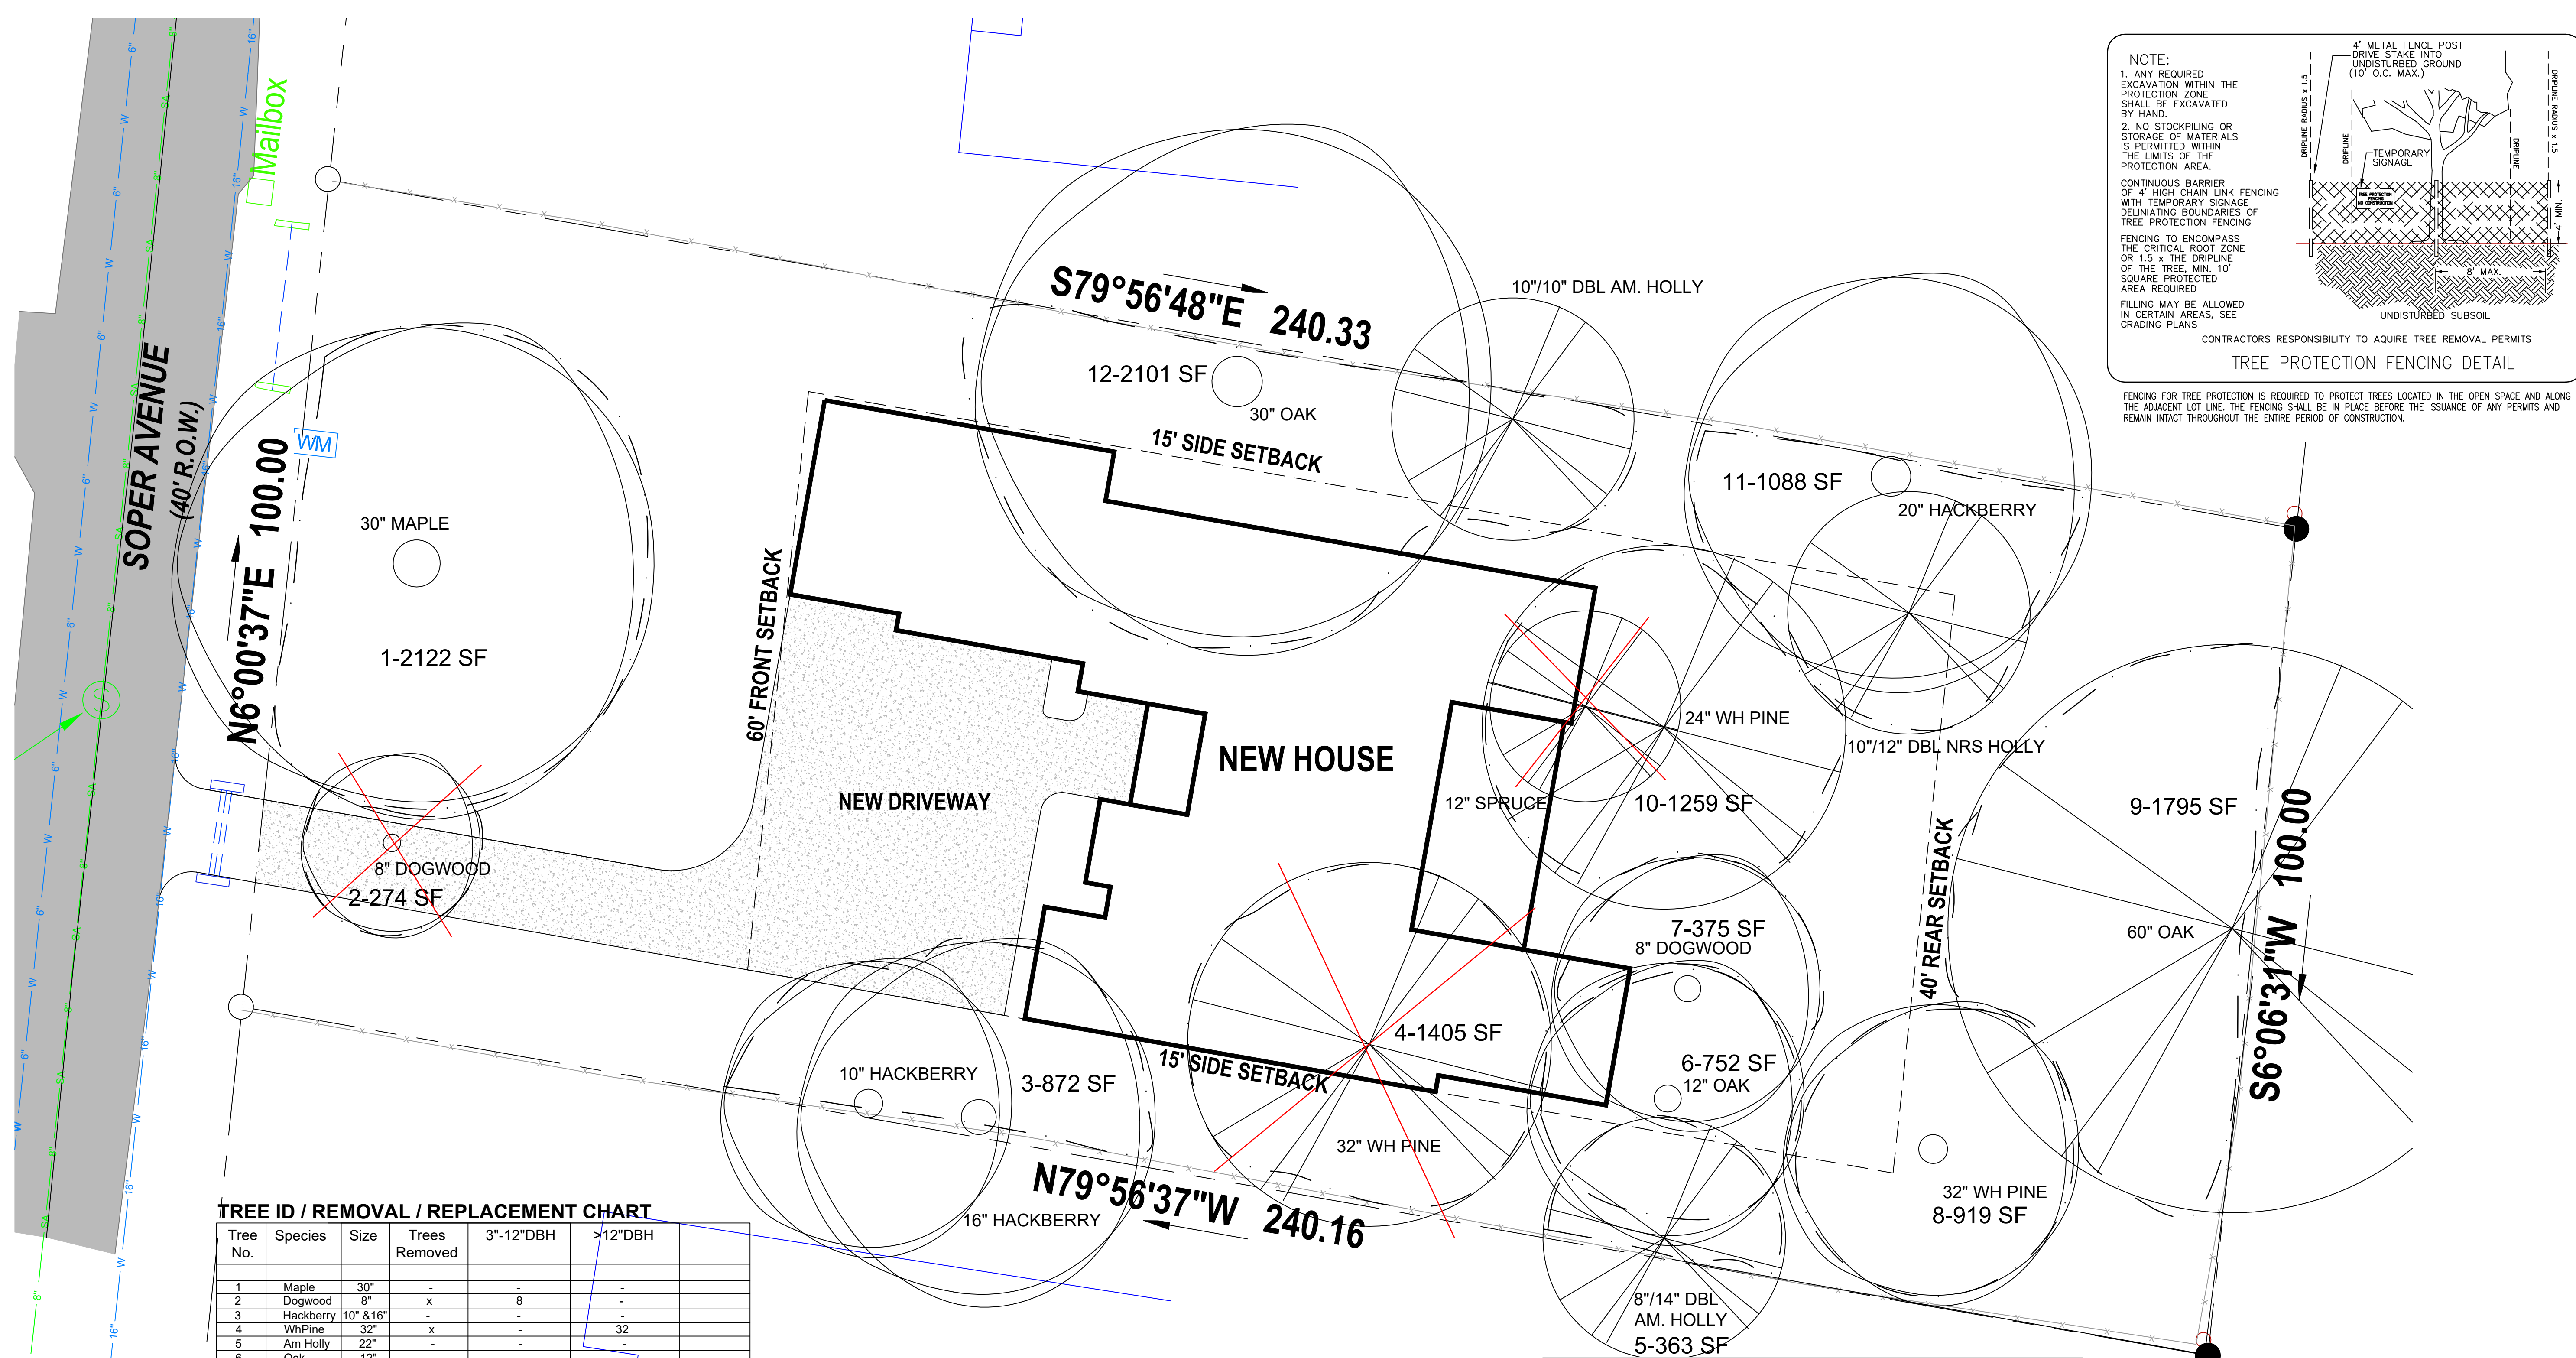 Mailbox
SOPER AVENUE
(40' R.O.W.)
N6°00'37"E 100.00
WM
S
30" MAPLE
1-2122 SF
8" DOGWOOD
2-274 SF
60' FRONT SETBACK
NEW DRIVEWAY
NEW HOUSE
S79°56'48"E 240.33
12-2101 SF
30" OAK
15' SIDE SETBACK
10"/10" DBL AM. HOLLY
11-1088 SF
20" HACKBERRY
24" WH PINE
10"/12" DBL NRS HOLLY
12" SPRUCE
10-1259 SF
9-1795 SF
60" OAK
40' REAR SETBACK
S6°06'31"W 100.00
7-375 SF
8" DOGWOOD
6-752 SF
12" OAK
4-1405 SF
32" WH PINE
15' SIDE SETBACK
10" HACKBERRY
3-872 SF
16" HACKBERRY
N79°56'37"W 240.16
32" WH PINE
8-919 SF
8"/14" DBL
AM. HOLLY
5-363 SF
NOTE:
1. ANY REQUIRED
EXCAVATION WITHIN THE
PROTECTION ZONE
SHALL BE EXCAVATED
BY HAND.
2. NO STOCKPILING OR
STORAGE OF MATERIALS
IS PERMITTED WITHIN
THE LIMITS OF THE
PROTECTION AREA.
CONTINUOUS BARRIER
OF 4' HIGH CHAIN LINK FENCING
WITH TEMPORARY SIGNAGE
DELINIATING BOUNDARIES OF
TREE PROTECTION FENCING
FENCING TO ENCOMPASS
THE CRITICAL ROOT ZONE
OR 1.5 x THE DRIPLINE
OF THE TREE, MIN. 10'
SQUARE PROTECTED
AREA REQUIRED
FILLING MAY BE ALLOWED
IN CERTAIN AREAS, SEE
GRADING PLANS
4' METAL FENCE POST
DRIVE STAKE INTO
UNDISTURBED GROUND
(10' O.C. MAX.)
DRIPLINE RADIUS x 1.5
DRIPLINE
TEMPORARY
SIGNAGE
TREE PROTECTION
FENCING
NO CONSTRUCTION
DRIPLINE
DRIPLINE RADIUS x 1.5
4' MIN.
8' MAX.
UNDISTURBED SUBSOIL
CONTRACTORS RESPONSIBILITY TO AQUIRE TREE REMOVAL PERMITS
TREE PROTECTION FENCING DETAIL
FENCING FOR TREE PROTECTION IS REQUIRED TO PROTECT TREES LOCATED IN THE OPEN SPACE AND ALONG
THE ADJACENT LOT LINE. THE FENCING SHALL BE IN PLACE BEFORE THE ISSUANCE OF ANY PERMITS AND
REMAIN INTACT THROUGHOUT THE ENTIRE PERIOD OF CONSTRUCTION.
TREE ID / REMOVAL / REPLACEMENT CHART
Tree No. Species Size Trees Removed 3"-12"DBH >12"DBH
1 Maple 30" - - -
2 Dogwood 8" x 8 -
3 Hackberry 10" &16" - - -
4 WhPine 32" x - 32
5 Am Holly 22" - - -